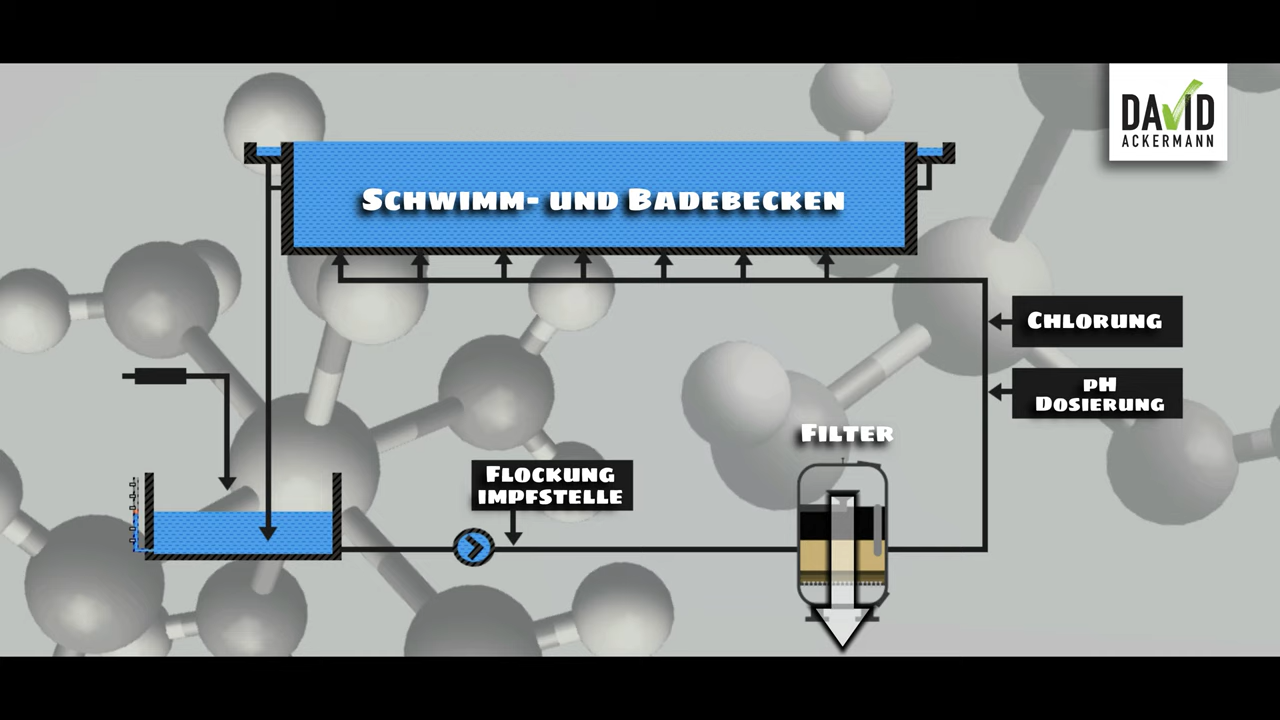 DAVID
ACKERMANN
Schwimm- und Badebecken
Chlorung
pH
Dosierung
Filter
Flockung
impfstelle